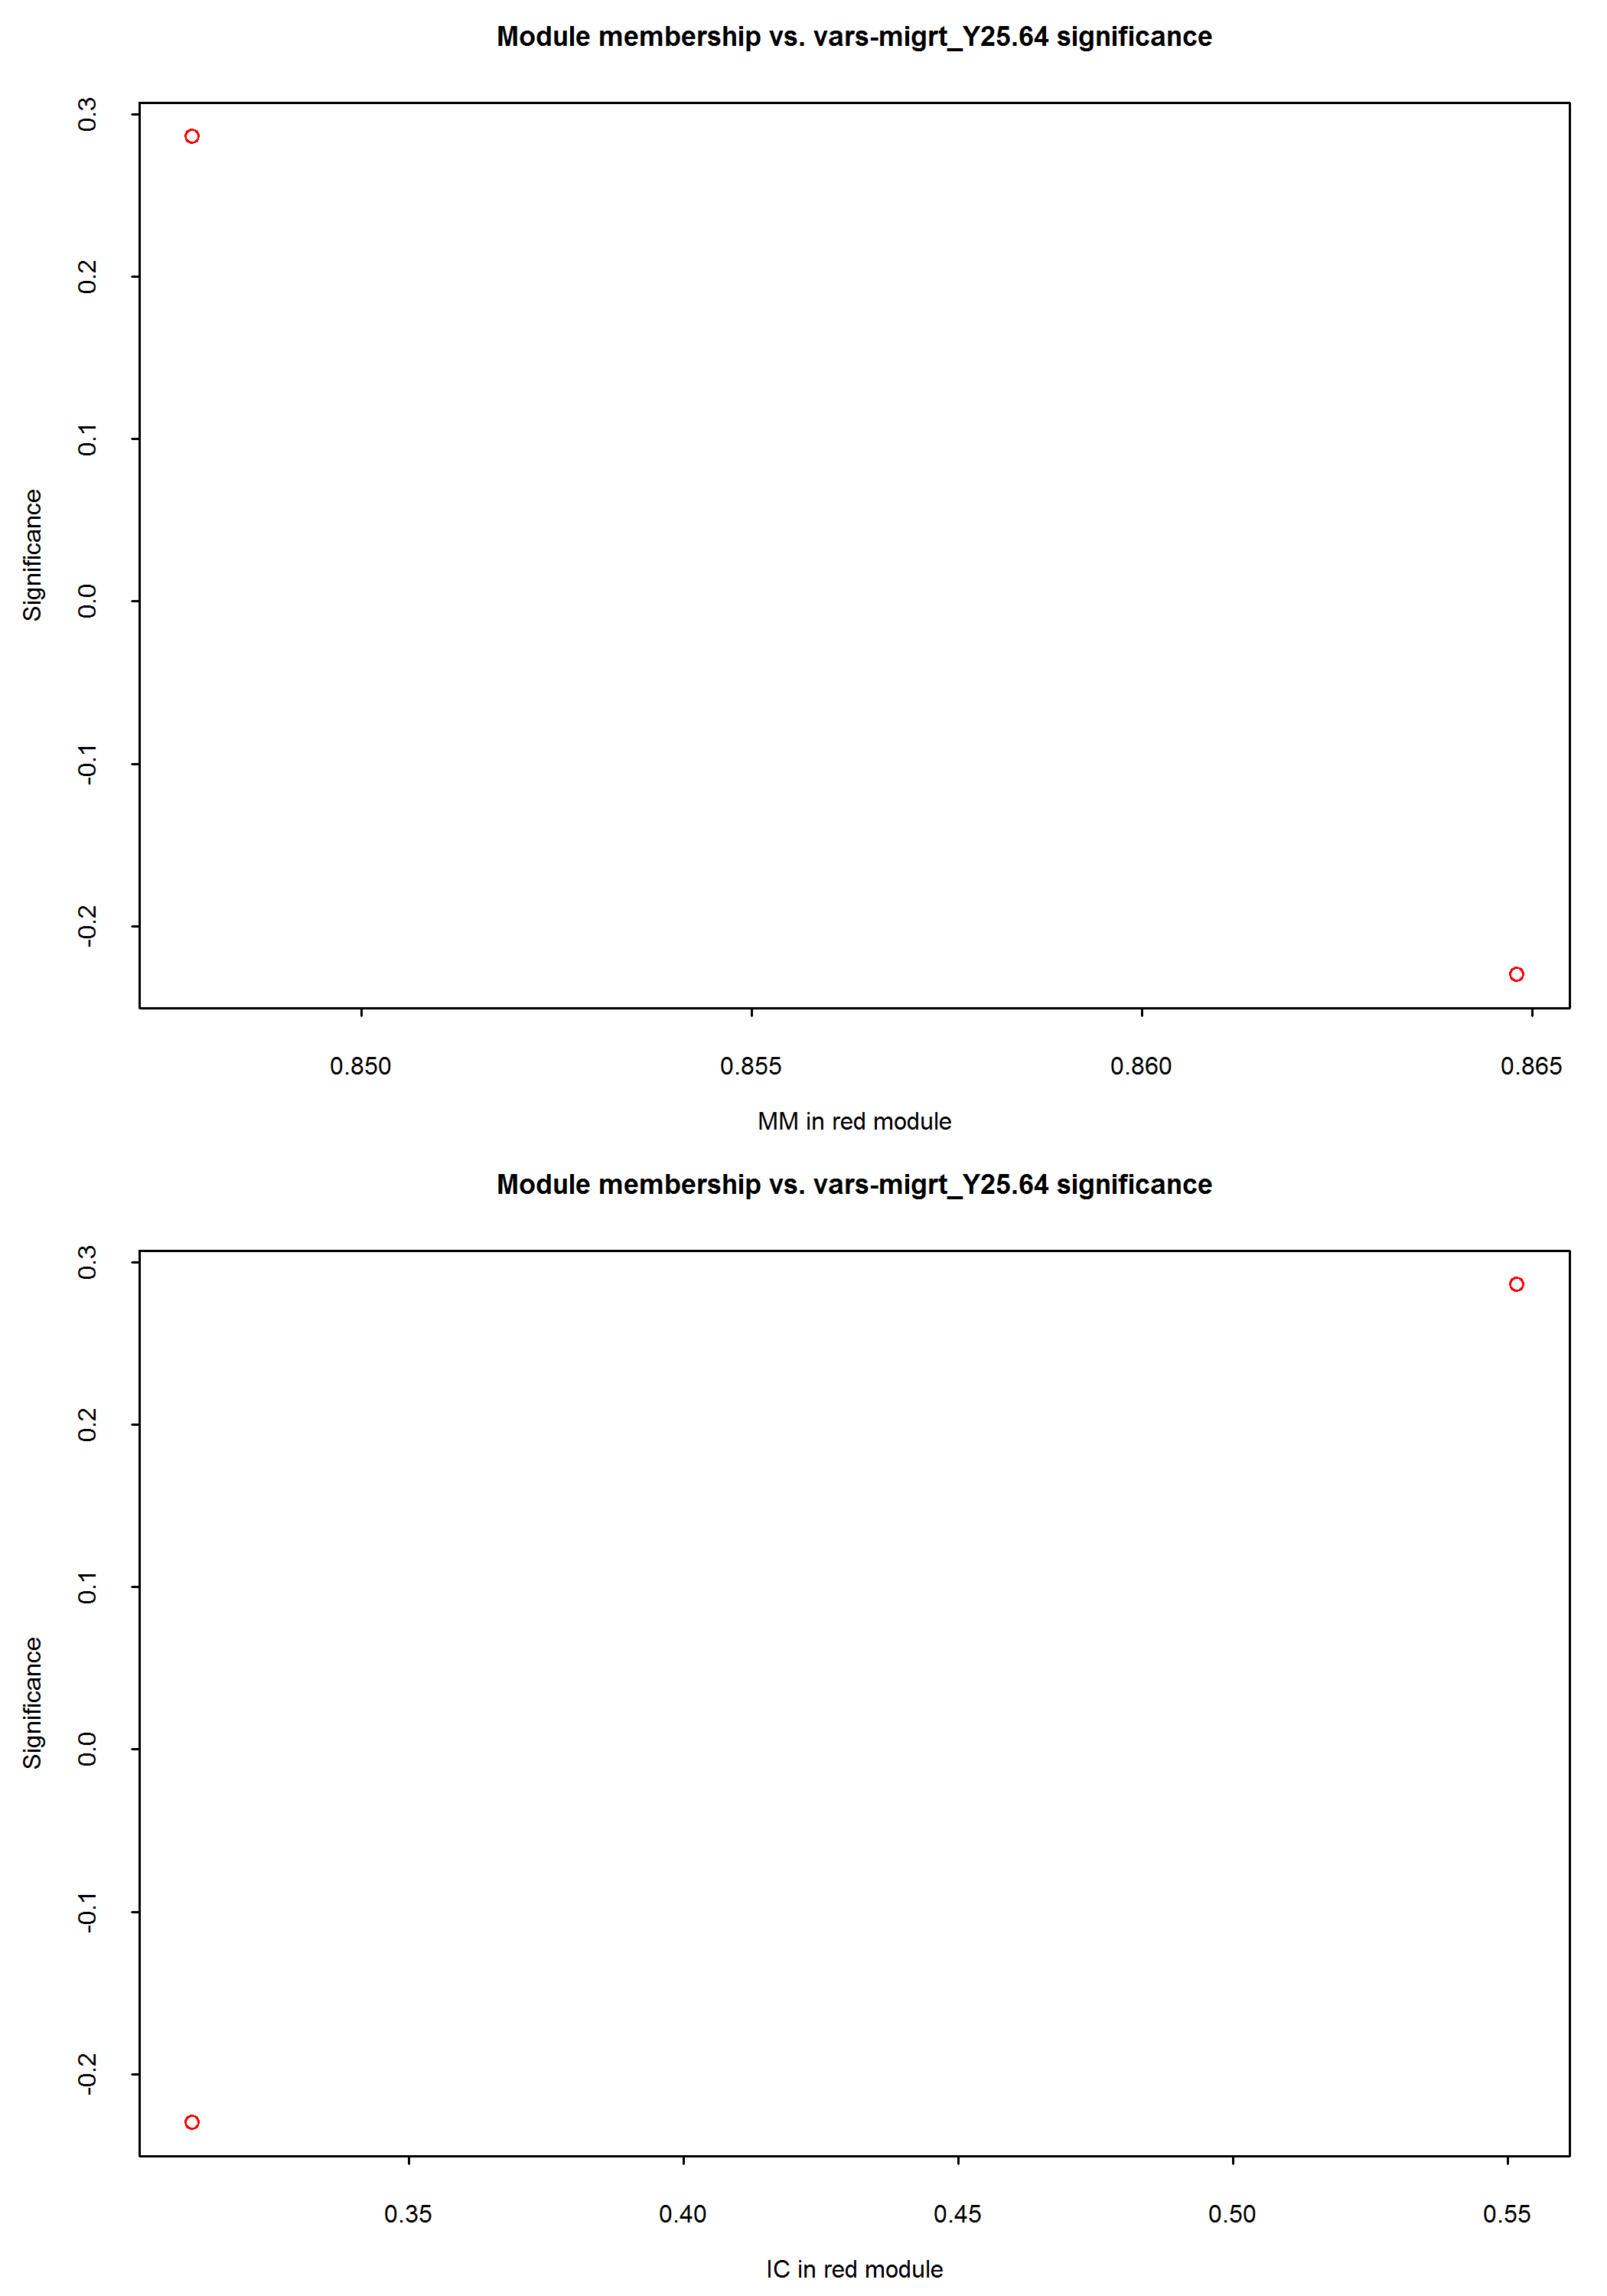 Module membership vs. vars-migrt_Y25.64 significance
0.3
0.2
0.1
0.0
-0.1
-0.2
Significance
0.850 0.855 0.860 0.865
MM in red module
Module membership vs. vars-migrt_Y25.64 significance
0.3
0.2
0.1
0.0
-0.1
-0.2
Significance
0.35 0.40 0.45 0.50 0.55
IC in red module